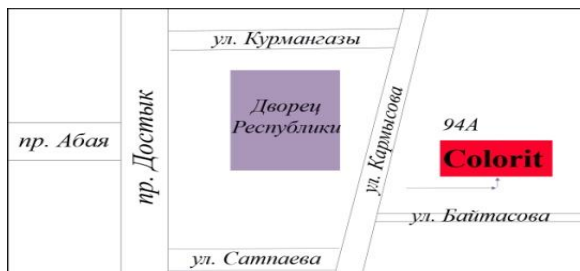 ул. Курмангазы
Дворец
Республики
пр. Абая
пр. Достык
ул. Кармысова
94А
Colorit
ул. Байтасова
ул. Сатпаева